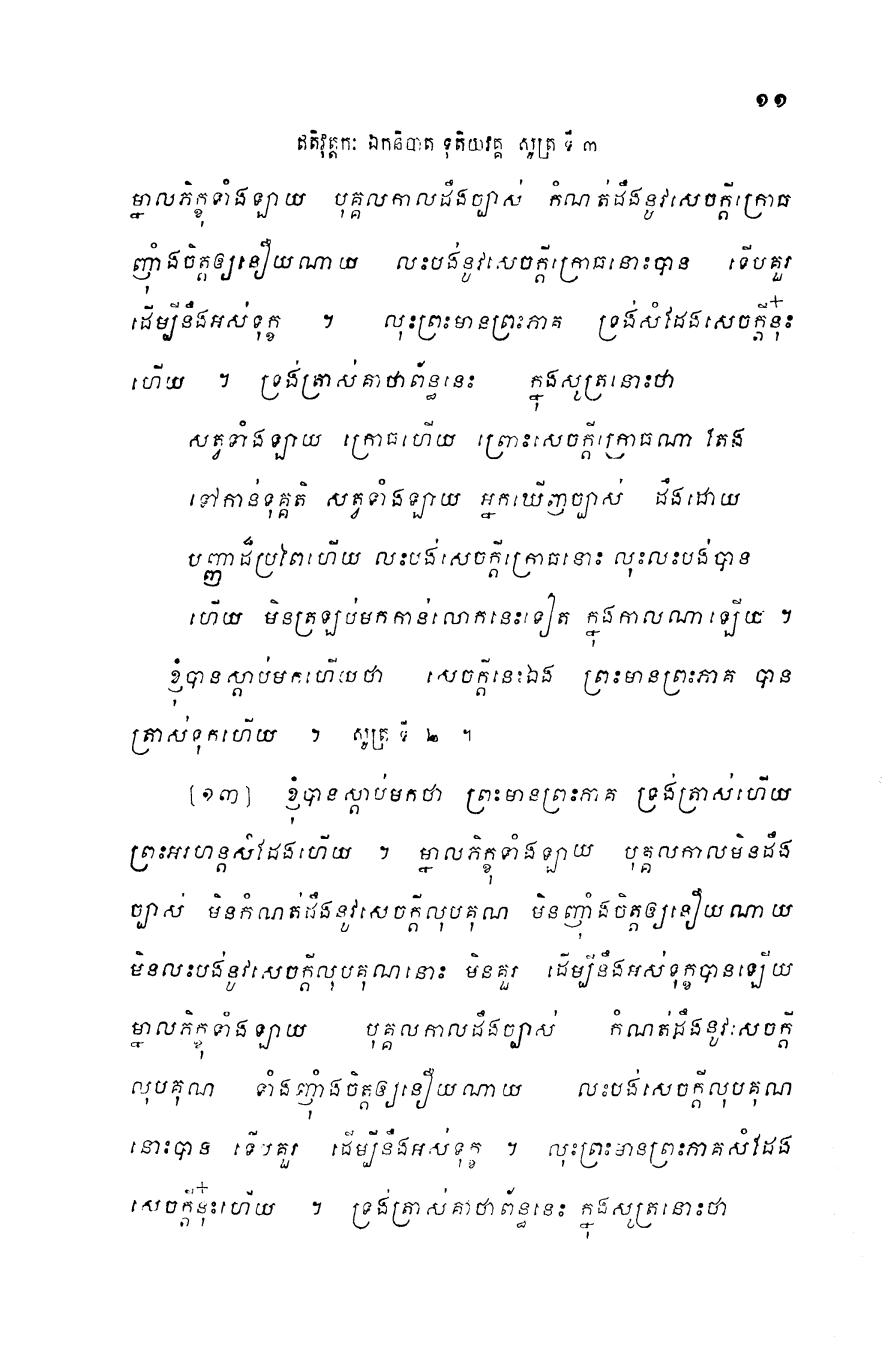 ១១
ឥតិវុត្តកៈ ឯកនិបាត ទុតិយវគ្គ សូត្រ ទី ៣
ម្នាលភិក្ខុទាំងឡាយ បុគ្គលកាលដឹងច្បាស់ កំណត់ដឹងនូវសេចក្តីក្រោធ
ញ៉ាំងចិត្តឲ្យនឿយណាយ លះបង់នូវសេចក្តីក្រោធនោះបាន ទើបគួរ
ដើម្បីនឹងអស់ទុក្ខ ។ លុះព្រះមានព្រះភាគ ទ្រង់សំដែងសេចក្តីនុ៎ះ
ហើយ ។ ទ្រង់ត្រាស់គាថាព័ន្ធនេះ ក្នុងសូត្រនោះថា
សត្វទាំងឡាយ ក្រោធហើយ ព្រោះសេចក្តីក្រោធណា តែង
ទៅកាន់ទុគ្គតិ សត្វទាំងឡាយ អ្នកឃើញច្បាស់ ដឹងដោយ
បញ្ញាដ៏ប្រពៃហើយ លះបង់សេចក្តីក្រោធនោះ លុះលះបង់បាន
ហើយ មិនត្រឡប់មកកាន់លោកនេះទៀត ក្នុងកាលណាឡើយ ។
ខ្ញុំបានស្តាប់មកហើយថា សេចក្តីនេះឯង ព្រះមានព្រះភាគ បាន
ត្រាស់ទុកហើយ ។ សូត្រ ទី ២ ។
[១៣] ខ្ញុំបានស្តាប់មកថា ព្រះមានព្រះភាគ ទ្រង់ត្រាស់ហើយ
ព្រះអរហន្តសំដែងហើយ ។ ម្នាលភិក្ខុទាំងឡាយ បុគ្គលកាលមិនដឹង
ច្បាស់ មិនកំណត់ដឹងនូវសេចក្តីលុបគុណ មិនញ៉ាំងចិត្តឲ្យនឿយណាយ
មិនលះបង់នូវសេចក្តីលុបគុណនោះ មិនគួរ ដើម្បីនឹងអស់ទុក្ខបានឡើយ
ម្នាលភិក្ខុទាំងឡាយ បុគ្គលកាលដឹងច្បាស់ កំណត់ដឹងនូវសេចក្តី
លុបគុណ ទាំងញ៉ាំងចិត្តឲ្យនឿយណាយ លះបង់សេចក្តីលុបគុណ
នោះបាន ទើបគួរ ដើម្បីនឹងអស់ទុក្ខ ។ លុះព្រះមានព្រះភាគសំដែង
សេចក្តីនុ៎ះហើយ ។ ទ្រង់ត្រាស់គាថាព័ន្ធនេះ ក្នុងសូត្រនោះថា